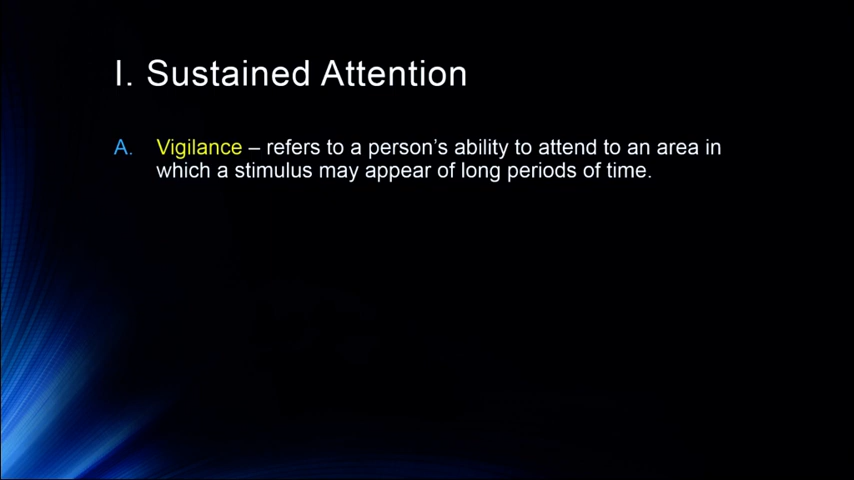 I. Sustained Attention
A. Vigilance – refers to a person’s ability to attend to an area in
which a stimulus may appear of long periods of time.